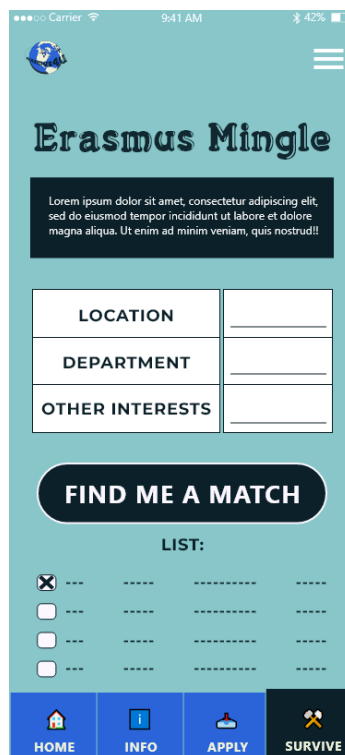 ●●●○○ Carrier 9:41 AM 42%
Erasmus Mingle
Lorem ipsum dolor sit amet, consectetur adipiscing elit,
sed do eiusmod tempor incididunt ut labore et dolore
magna aliqua. Ut enim ad minim veniam, quis nostrud!!
LOCATION
DEPARTMENT
OTHER INTERESTS
FIND ME A MATCH
LIST:
--- ----- ---------- -----
--- ----- ---------- -----
--- ----- ---------- -----
--- ----- ---------- -----
HOME INFO APPLY SURVIVE